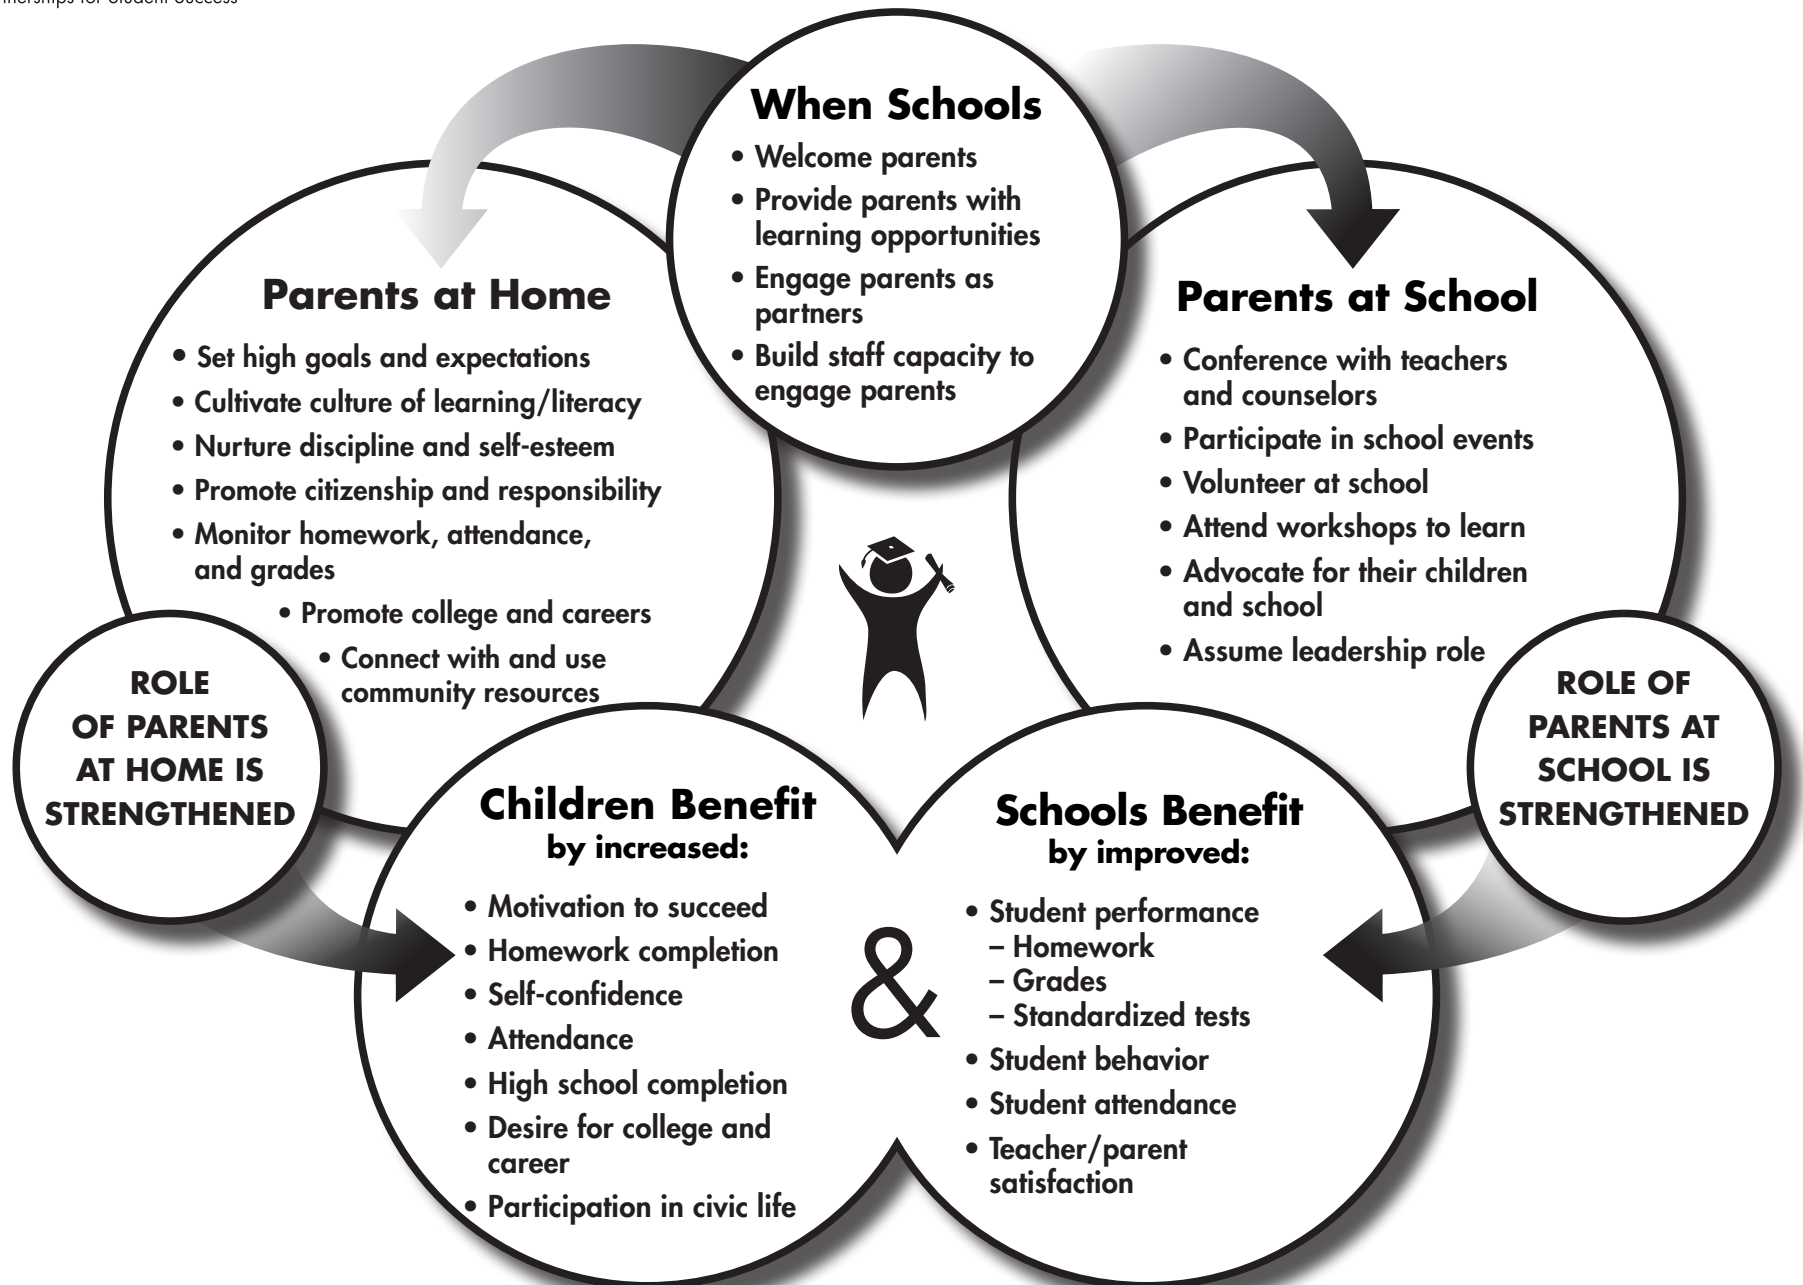 for Student Success
When Schools
• Welcome parents
• Provide parents with
learning opportunities
• Engage parents as
partners
• Build staff capacity to
engage parents
Parents at Home
• Set high goals and expectations
• Cultivate culture of learning/literacy
• Nurture discipline and self-esteem
• Promote citizenship and responsibility
• Monitor homework, attendance,
and grades
• Promote college and careers
• Connect with and use
community resources
Parents at School
• Conference with teachers
and counselors
• Participate in school events
• Volunteer at school
• Attend workshops to learn
• Advocate for their children
and school
• Assume leadership role
ROLE
OF PARENTS
AT HOME IS
STRENGTHENED
ROLE OF
PARENTS AT
SCHOOL IS
STRENGTHENED
Children Benefit
by increased:
• Motivation to succeed
• Homework completion
• Self-confidence
• Attendance
• High school completion
• Desire for college and
career
• Participation in civic life
&
Schools Benefit
by improved:
• Student performance
– Homework
– Grades
– Standardized tests
• Student behavior
• Student attendance
• Teacher/parent
satisfaction